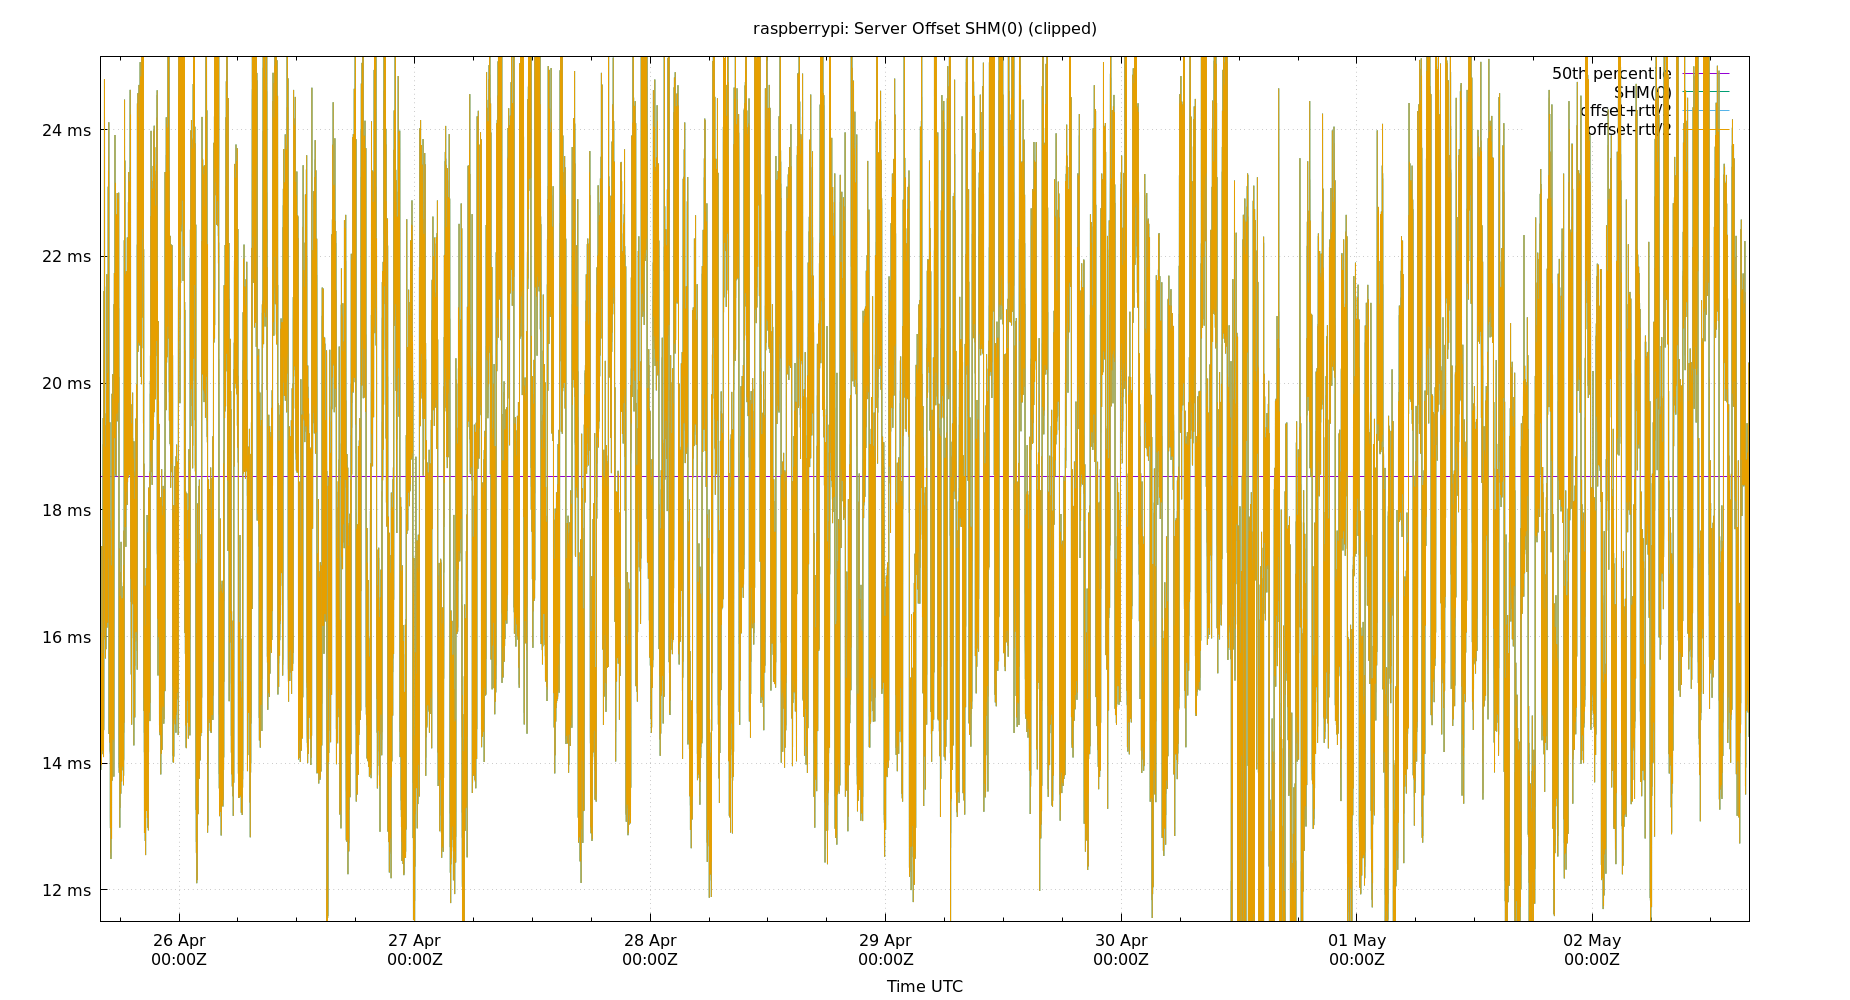 raspberrypi: Server Offset SHM(0) (clipped)
50th percentile
SHM(0)
offset+rtt/2
offset-rtt/2
24 ms
22 ms
20 ms
18 ms
16 ms
14 ms
12 ms
26 Apr 27 Apr 28 Apr 29 Apr 30 Apr 01 May 02 May
00:00Z 00:00Z 00:00Z 00:00Z 00:00Z 00:00Z 00:00Z
Time UTC